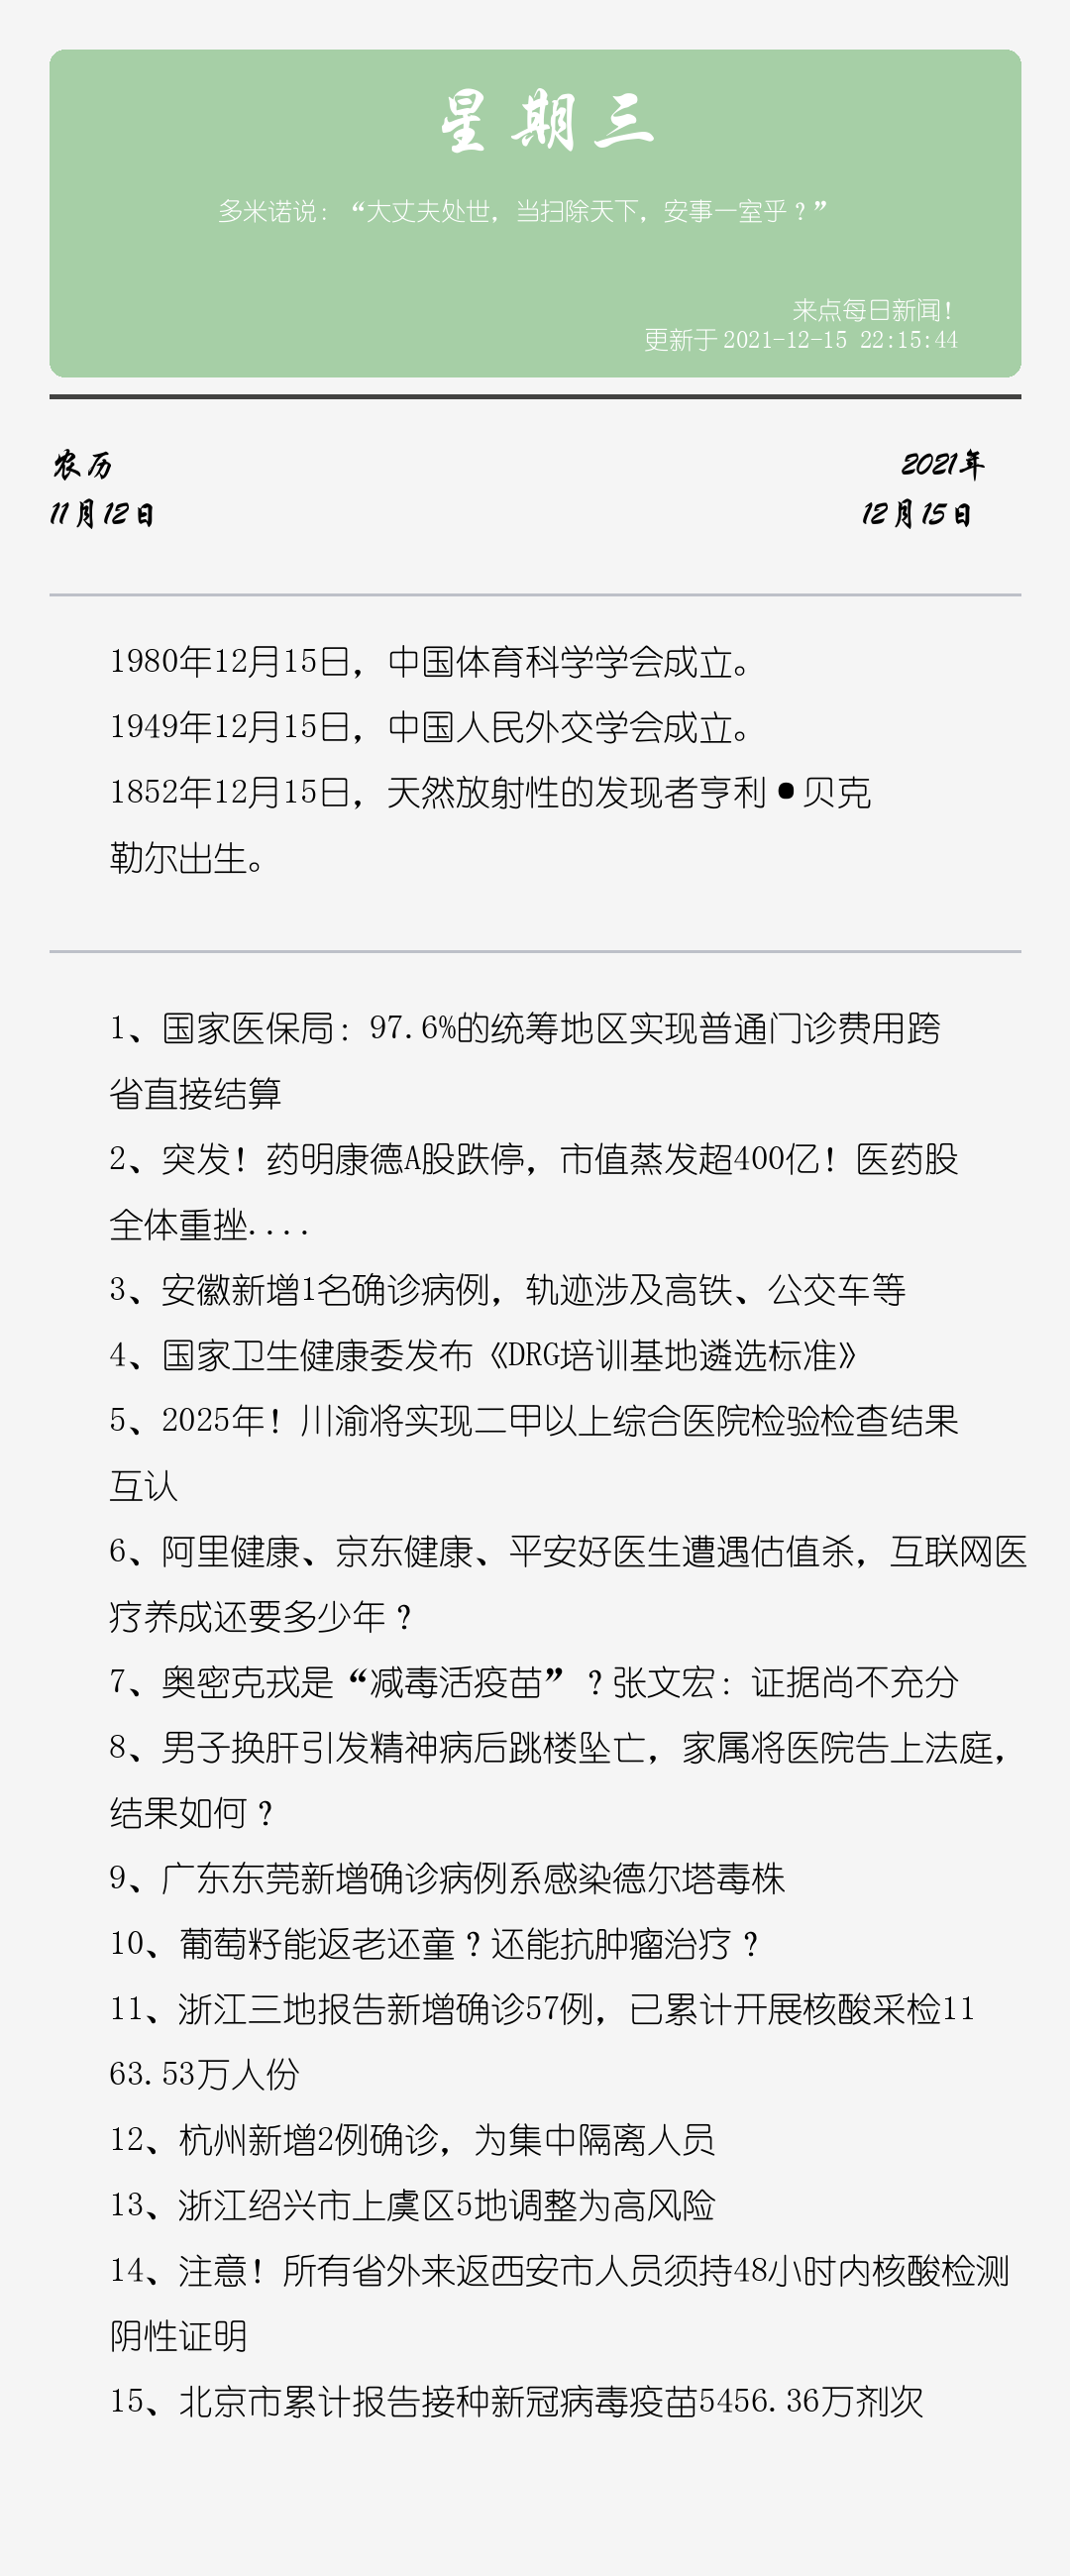 星期三
多米诺说：“大丈夫处世，当扫除天下，安事一室乎？”
来点每日新闻！
更新于 2021-12-15 22:15:44
农历
2021年
11月12日
12月15日
1980年12月15日，中国体育科学学会成立。
1949年12月15日，中国人民外交学会成立。
1852年12月15日，天然放射性的发现者亨利•贝克
勒尔出生。
1、国家医保局：97.6%的统筹地区实现普通门诊费用跨
省直接结算
2、突发！药明康德A股跌停，市值蒸发超400亿！医药股
全体重挫....
3、安徽新增1名确诊病例，轨迹涉及高铁、公交车等
4、国家卫生健康委发布《DRG培训基地遴选标准》
5、2025年！川渝将实现二甲以上综合医院检验检查结果
互认
6、阿里健康、京东健康、平安好医生遭遇估值杀，互联网医
疗养成还要多少年？
7、奥密克戎是“减毒活疫苗”？张文宏：证据尚不充分
8、男子换肝引发精神病后跳楼坠亡，家属将医院告上法庭，
结果如何？
9、广东东莞新增确诊病例系感染德尔塔毒株
10、葡萄籽能返老还童？还能抗肿瘤治疗？
11、浙江三地报告新增确诊57例，已累计开展核酸采检11
63.53万人份
12、杭州新增2例确诊，为集中隔离人员
13、浙江绍兴市上虞区5地调整为高风险
14、注意！所有省外来返西安市人员须持48小时内核酸检测
阴性证明
15、北京市累计报告接种新冠病毒疫苗5456.36万剂次